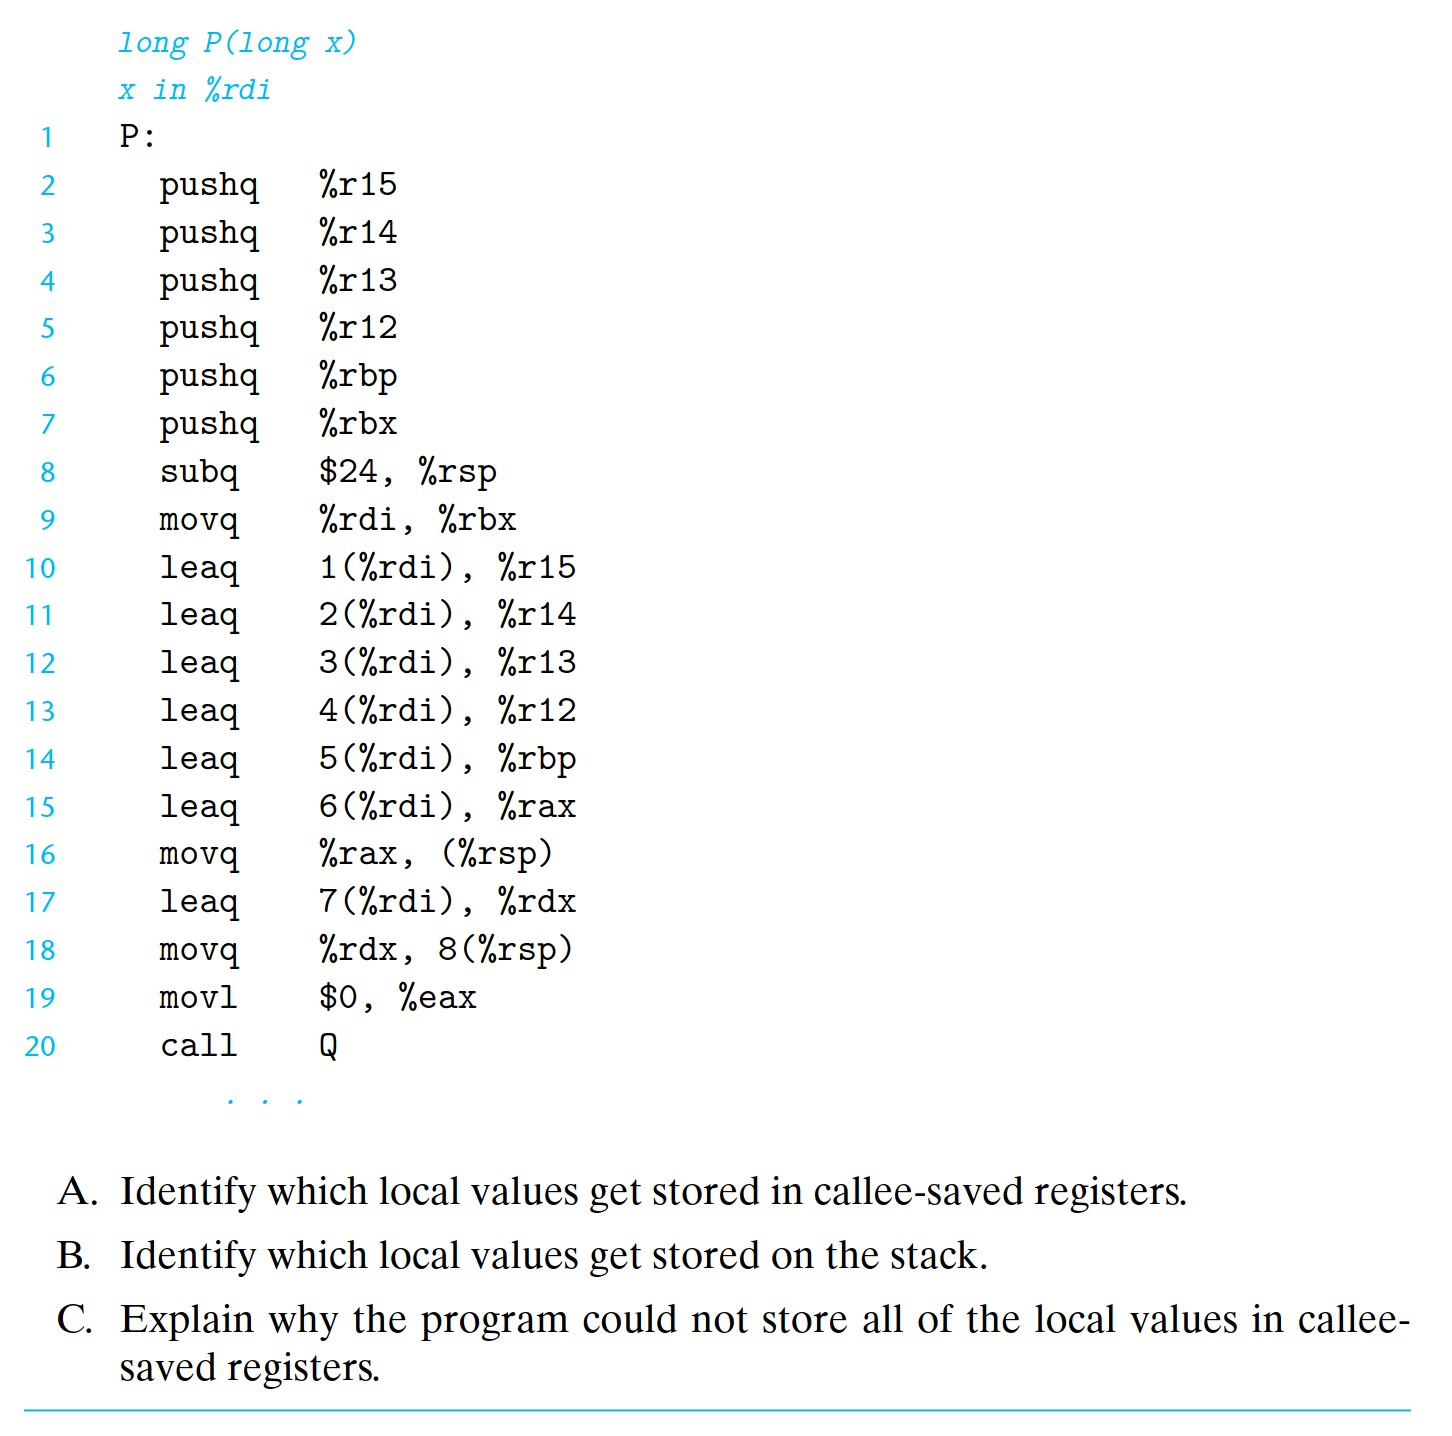 long P(long x)
x in %rdi
1 P:
2 pushq %r15
3 pushq %r14
4 pushq %r13
5 pushq %r12
6 pushq %rbp
7 pushq %rbx
8 subq $24, %rsp
9 movq %rdi, %rbx
10 leaq 1(%rdi), %r15
11 leaq 2(%rdi), %r14
12 leaq 3(%rdi), %r13
13 leaq 4(%rdi), %r12
14 leaq 5(%rdi), %rbp
15 leaq 6(%rdi), %rax
16 movq %rax, (%rsp)
17 leaq 7(%rdi), %rdx
18 movq %rdx, 8(%rsp)
19 movl $0, %eax
20 call Q
. . .
A. Identify which local values get stored in callee-saved registers.
B. Identify which local values get stored on the stack.
C. Explain why the program could not store all of the local values in callee-
saved registers.